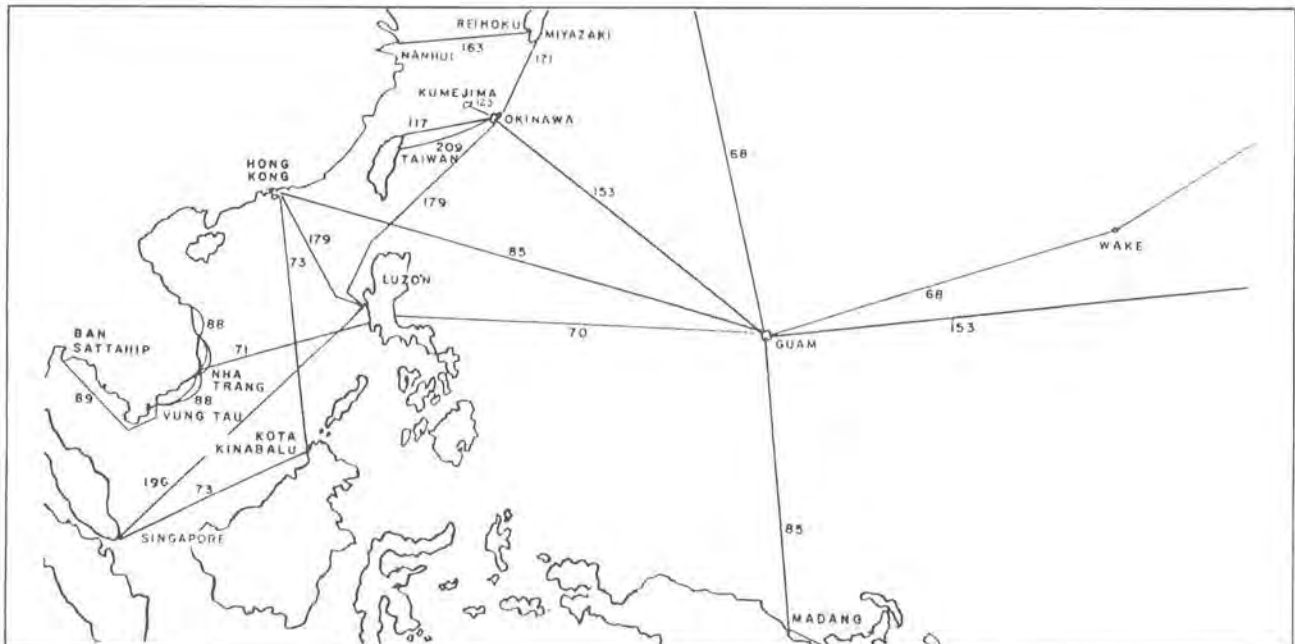 REIHOKU
MIYAZAKI
163
NANHUI
171
KUMEJIMA
123
OKINAWA
117
68
TAIWAN
209
HONG
KONG
153
179
179
WAKE
73
85
LUZON
68
88
BAN
SATTAHIP
153
70
GUAM
71
NHA
TRANG
89
88
VUNG TAU
KOTA
KINABALU
196
73
85
SINGAPORE
MADANG